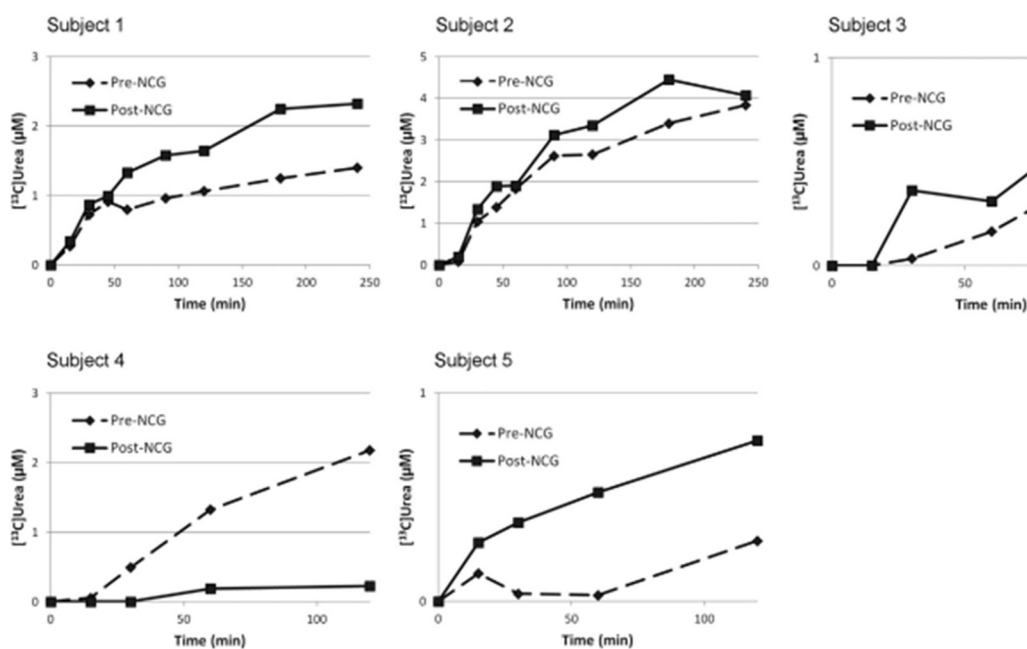 Subject 1
3
2
1
0
[¹³C]Urea (µM)
Pre-NCG
Post-NCG
0 50 100 150 200 250
Time (min)
Subject 2
5
4
3
2
1
0
[¹³C]Urea (µM)
Pre-NCG
Post-NCG
0 50 100 150 200 250
Time (min)
Subject 3
1
0
[¹³C]Urea (µM)
Pre-NCG
Post-NCG
0 50
Time (min)
Subject 4
3
2
1
0
[¹³C]Urea (µM)
Pre-NCG
Post-NCG
0 50 100
Time (min)
Subject 5
1
0
[¹³C]Urea (µM)
Pre-NCG
Post-NCG
0 50 100
Time (min)